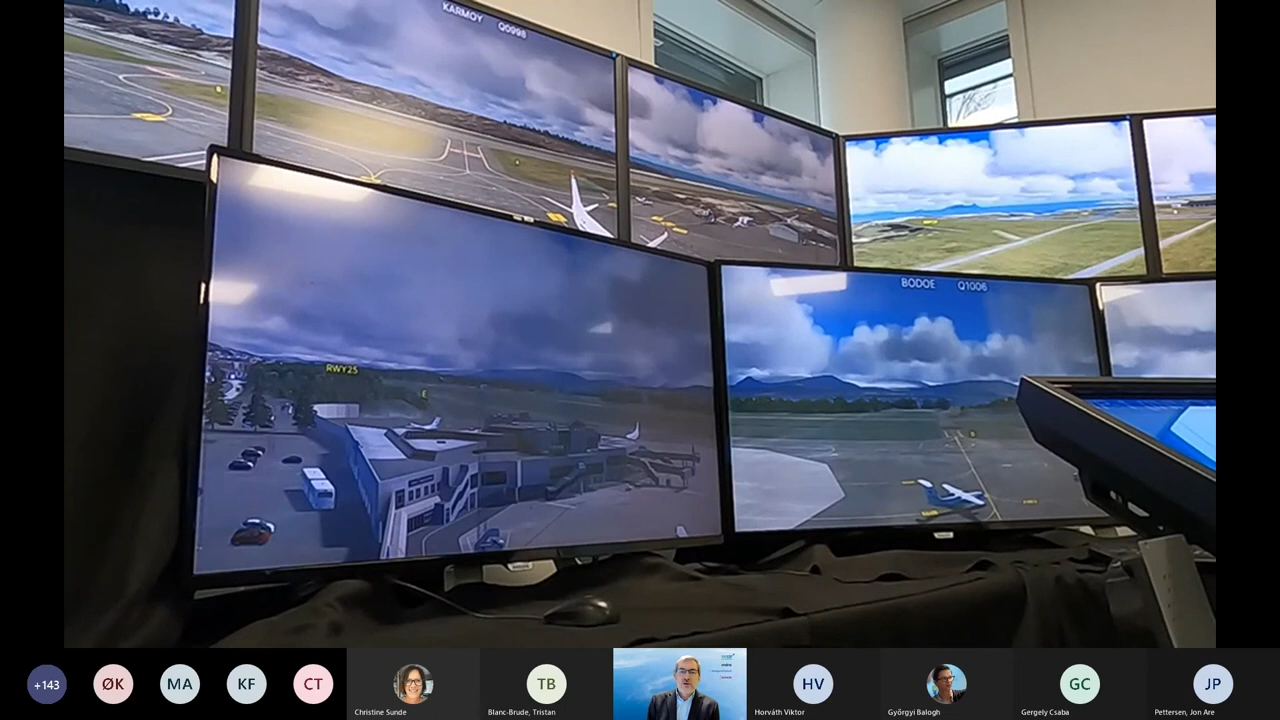 KARMOY Q0998
BODOE Q1006
RWY25
E
+143
ØK
MA
KF
CT
TB
HV
GC
JP
Christine Sunde
Blanc-Brude, Tristan
Horváth Viktor
Györgyi Balogh
Gergely Csaba
Pettersen, Jon Are